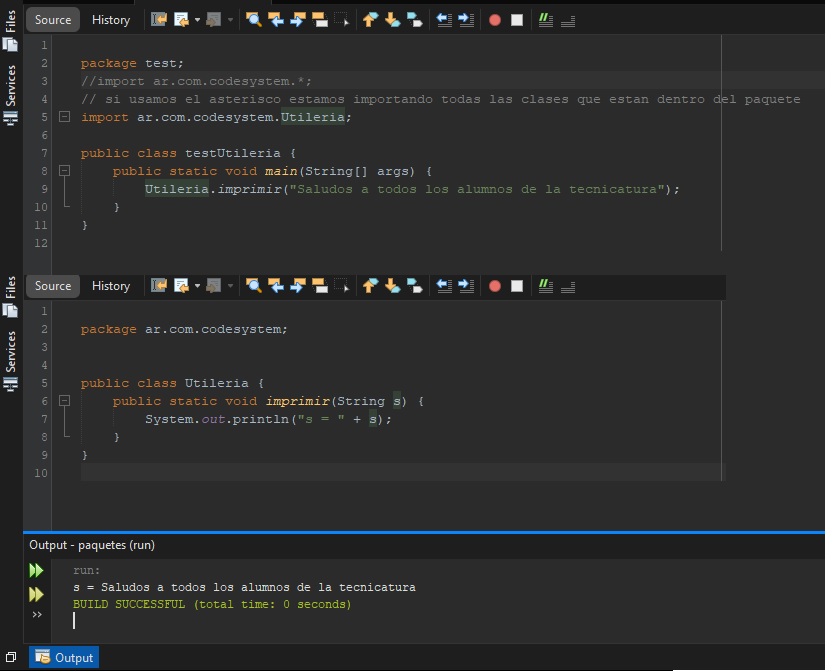 Files
Services
Source
History
1
2 package test;
3 //import ar.com.codesystem.*;
4 // si usamos el asterisco estamos importando todas las clases que estan dentro del paquete
5 import ar.com.codesystem.Utileria;
6
7 public class testUtileria {
8 public static void main(String[] args) {
9 Utileria.imprimir("Saludos a todos los alumnos de la tecnicatura");
10 }
11 }
12
Files
Services
Source
History
1
2 package ar.com.codesystem;
3
4
5 public class Utileria {
6 public static void imprimir(String s) {
7 System.out.println("s = " + s);
8 }
9 }
10
Output - paquetes (run)
run:
s = Saludos a todos los alumnos de la tecnicatura
BUILD SUCCESSFUL (total time: 0 seconds)
Output